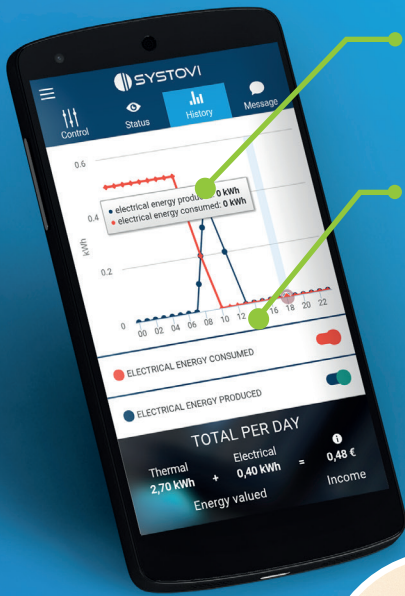 SYSTOVI
Control
Status
History
Message
0.6
0.4
0.2
0
kWh
electrical energy produced: 0 kWh
electrical energy consumed: 0 kWh
00 02 04 06 08 10 12 14 16 18 20 22
ELECTRICAL ENERGY CONSUMED
ELECTRICAL ENERGY PRODUCED
TOTAL PER DAY
Thermal
2,70 kWh
+
Electrical
0,40 kWh
=
0,48 €
Energy valued
Income